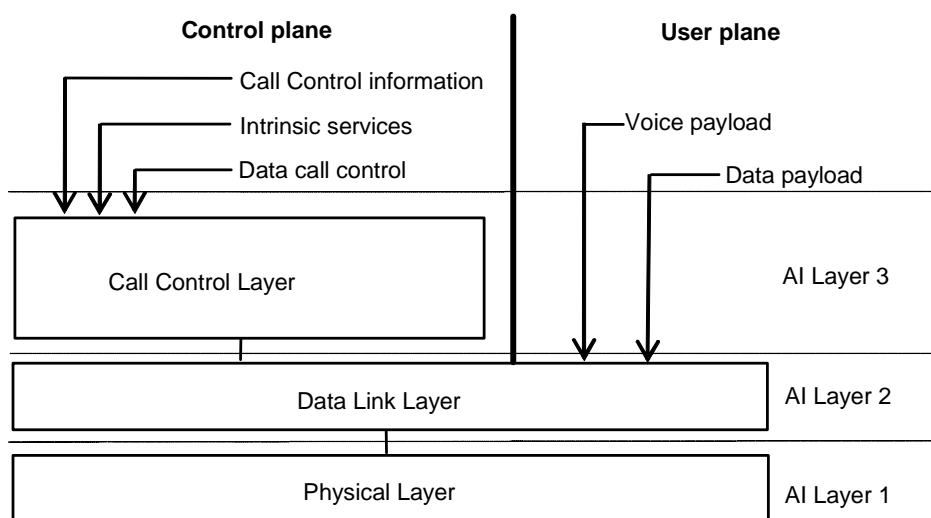 Control plane
User plane
Call Control information
Intrinsic services
Voice payload
Data call control
Data payload
Call Control Layer
AI Layer 3
Data Link Layer
AI Layer 2
Physical Layer
AI Layer 1